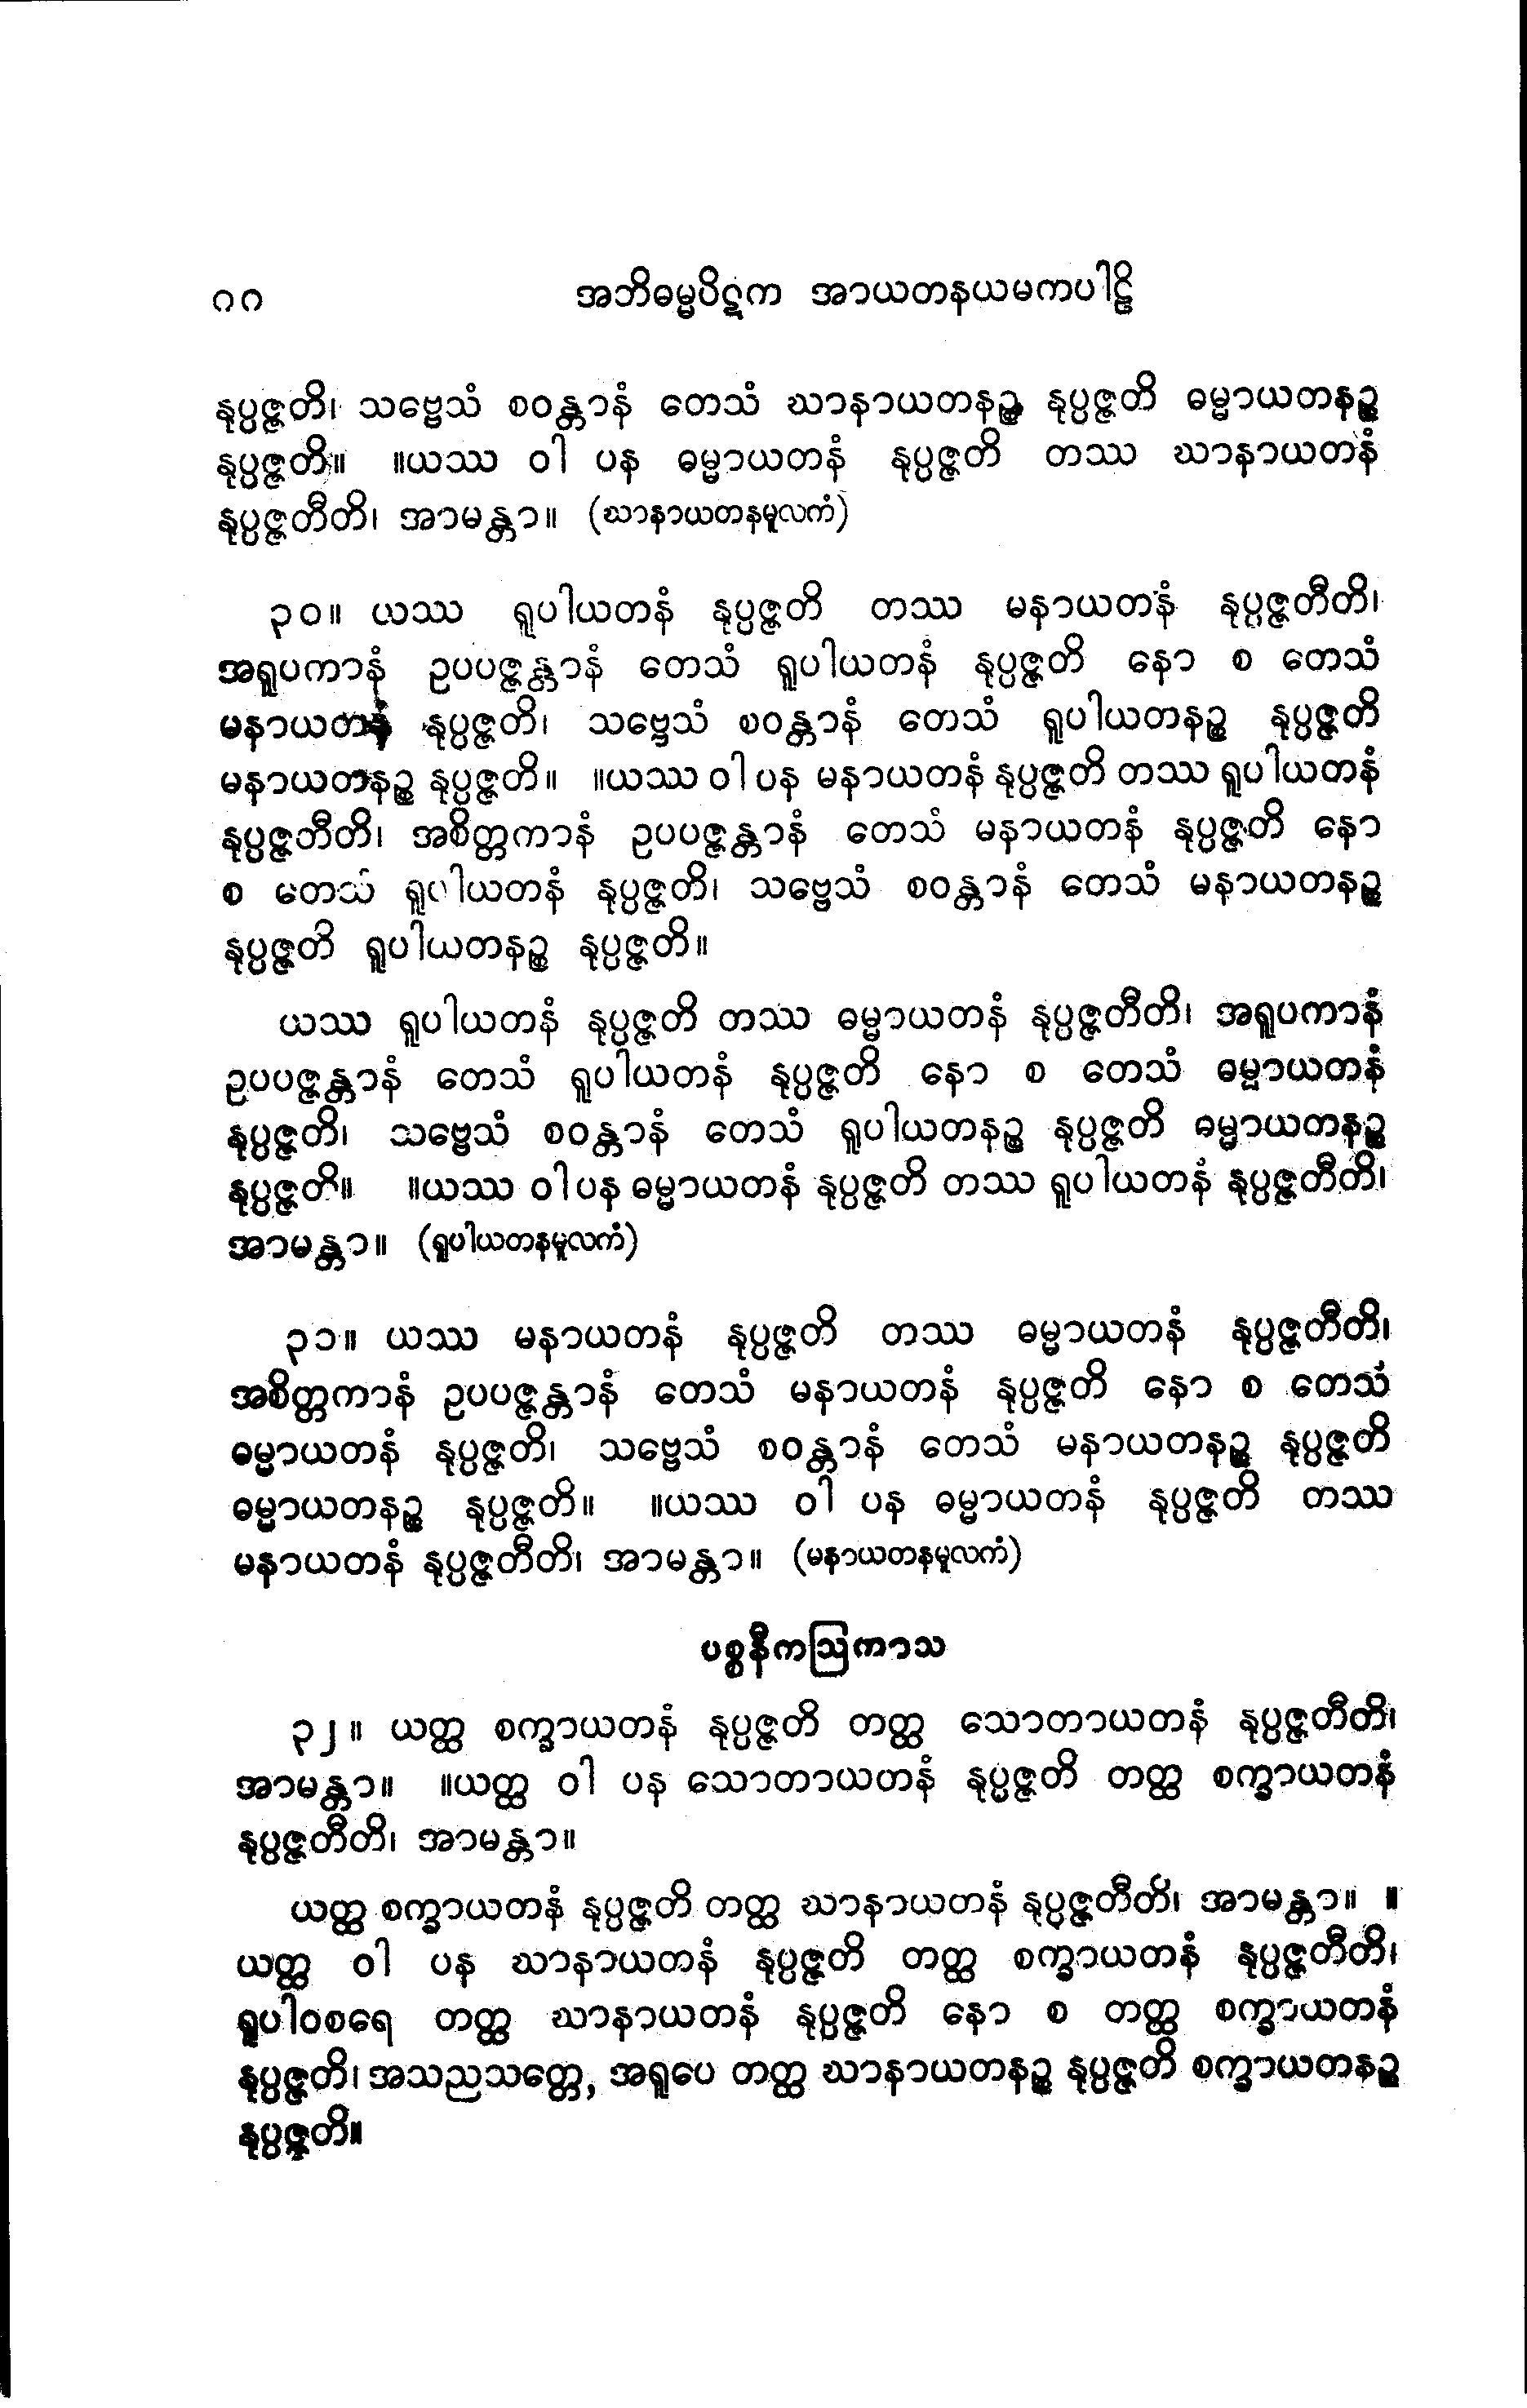 ၈၈ အဘိဓမ္မပိဋက အာယတနယမကပါဠိ
နုပ္ပဇ္ဇတိ၊ သဗ္ဗေသံ စဝန္တာနံ တေသံ ဃာနာယတနဉ္စ နုပ္ပဇ္ဇတိ ဓမ္မာယတနဉ္စ
နုပ္ပဇ္ဇတိ။ ။ယဿ ဝါ ပန ဓမ္မာယတနံ နုပ္ပဇ္ဇတိ တဿ ဃာနာယတနံ
နုပ္ပဇ္ဇတီတိ၊ အာမန္တာ။ (ဃာနာယတနမူလကံ)
၃၀။ ယဿ ရူပါယတနံ နုပ္ပဇ္ဇတိ တဿ မနာယတနံ နုပ္ပဇ္ဇတီတိ၊
အရူပကာနံ ဥပပဇ္ဇန္တာနံ တေသံ ရူပါယတနံ နုပ္ပဇ္ဇတိ နော စ တေသံ
မနာယတနံ နုပ္ပဇ္ဇတိ၊ သဗ္ဗေသံ စဝန္တာနံ တေသံ ရူပါယတနဉ္စ နုပ္ပဇ္ဇတိ
မနာယတနဉ္စ နုပ္ပဇ္ဇတိ။ ။ယဿ ဝါ ပန မနာယတနံ နုပ္ပဇ္ဇတိ တဿ ရူပါယတနံ
နုပ္ပဇ္ဇတီတိ၊ အစိတ္တကာနံ ဥပပဇ္ဇန္တာနံ တေသံ မနာယတနံ နုပ္ပဇ္ဇတိ နော
စ တေသံ ရူပါယတနံ နုပ္ပဇ္ဇတိ၊ သဗ္ဗေသံ စဝန္တာနံ တေသံ မနာယတနဉ္စ
နုပ္ပဇ္ဇတိ ရူပါယတနဉ္စ နုပ္ပဇ္ဇတိ။
ယဿ ရူပါယတနံ နုပ္ပဇ္ဇတိ တဿ ဓမ္မာယတနံ နုပ္ပဇ္ဇတီတိ၊ အရူပကာနံ
ဥပပဇ္ဇန္တာနံ တေသံ ရူပါယတနံ နုပ္ပဇ္ဇတိ နော စ တေသံ ဓမ္မာယတနံ
နုပ္ပဇ္ဇတိ၊ သဗ္ဗေသံ စဝန္တာနံ တေသံ ရူပါယတနဉ္စ နုပ္ပဇ္ဇတိ ဓမ္မာယတနဉ္စ
နုပ္ပဇ္ဇတိ။ ။ယဿ ဝါ ပန ဓမ္မာယတနံ နုပ္ပဇ္ဇတိ တဿ ရူပါယတနံ နုပ္ပဇ္ဇတီတိ၊
အာမန္တာ။ (ရူပါယတနမူလကံ)
၃၁။ ယဿ မနာယတနံ နုပ္ပဇ္ဇတိ တဿ ဓမ္မာယတနံ နုပ္ပဇ္ဇတီတိ၊
အစိတ္တကာနံ ဥပပဇ္ဇန္တာနံ တေသံ မနာယတနံ နုပ္ပဇ္ဇတိ နော စ တေသံ
ဓမ္မာယတနံ နုပ္ပဇ္ဇတိ၊ သဗ္ဗေသံ စဝန္တာနံ တေသံ မနာယတနဉ္စ နုပ္ပဇ္ဇတိ
ဓမ္မာယတနဉ္စ နုပ္ပဇ္ဇတိ။ ။ယဿ ဝါ ပန ဓမ္မာယတနံ နုပ္ပဇ္ဇတိ တဿ
မနာယတနံ နုပ္ပဇ္ဇတီတိ၊ အာမန္တာ။ (မနာယတနမူလကံ)
ပစ္စနီကဩကာသ
၃၂။ ယတ္ထ စက္ခာယတနံ နုပ္ပဇ္ဇတိ တတ္ထ သောတာယတနံ နုပ္ပဇ္ဇတီတိ၊
အာမန္တာ။ ။ယတ္ထ ဝါ ပန သောတာယတနံ နုပ္ပဇ္ဇတိ တတ္ထ စက္ခာယတနံ
နုပ္ပဇ္ဇတီတိ၊ အာမန္တာ။
ယတ္ထ စက္ခာယတနံ နုပ္ပဇ္ဇတိ တတ္ထ ဃာနာယတနံ နုပ္ပဇ္ဇတီတိ၊ အာမန္တာ။ ။
ယတ္ထ ဝါ ပန ဃာနာယတနံ နုပ္ပဇ္ဇတိ တတ္ထ စက္ခာယတနံ နုပ္ပဇ္ဇတီတိ၊
ရူပါဝစရေ တတ္ထ ဃာနာယတနံ နုပ္ပဇ္ဇတိ နော စ တတ္ထ စက္ခာယတနံ
နုပ္ပဇ္ဇတိ၊ အသညသတ္တေ, အရူပေ တတ္ထ ဃာနာယတနဉ္စ နုပ္ပဇ္ဇတိ စက္ခာယတနဉ္စ
နုပ္ပဇ္ဇတိ။